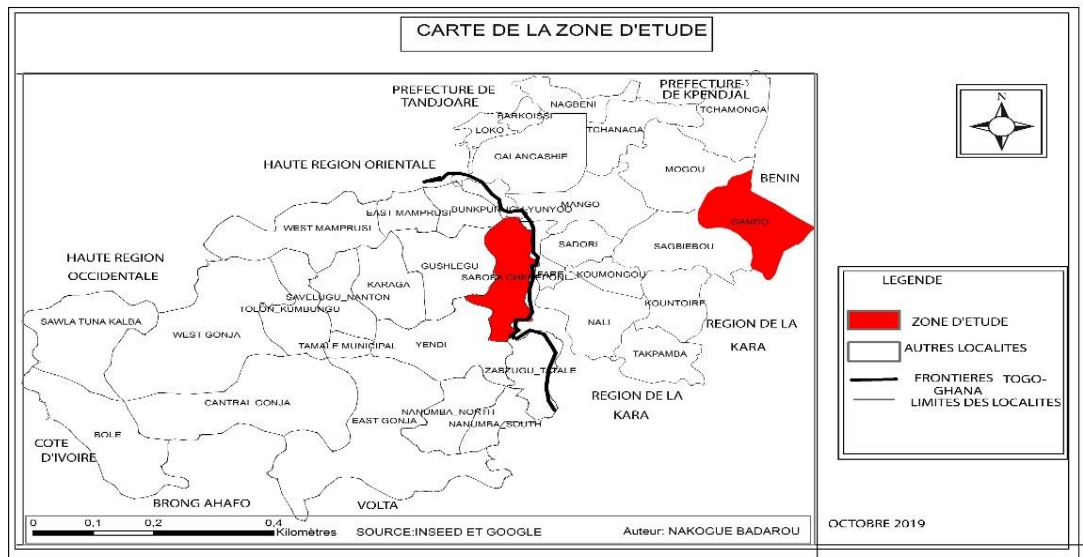 CARTE DE LA ZONE D'ETUDE
PREFECTURE DE
TANDJOARE
PREFECTURE
DE KPENDJAL
TCHAMONGA
NAGBENI
BARKOISSI
LOKO
TCHANAGA
GALANGASHIE
MOGOU
HAUTE REGION ORIENTALE
N
BENIN
MANGO
GANDO
EAST MAMPRUSI
BUNKPURUGU-YUNYOO
WEST MAMPRUSI
SADORI
SAGBIEBOU
HAUTE REGION
OCCIDENTALE
GUSHLEGU
SABOBA CHEREPONI
FARE
KOUMONGOU
KARAGA
SAVELUGU_NANTON
KOUNTOIRE
TOLON_KUMBUNGU
SAWLA TUNA KALBA
WEST GONJA
NALI
REGION DE LA
KARA
TAMALE MUNICIPAL
YENDI
TAKPAMBA
ZABZUGU_TATALE
REGION DE LA
KARA
CANTRAL GONJA
NANUMBA_NORTH
EAST GONJA
NANUMBA_SOUTH
BOLE
COTE
D'IVOIRE
BRONG AHAFO
VOLTA
LEGENDE
ZONE D'ETUDE
AUTRES LOCALITES
FRONTIERES TOGO-
GHANA
LIMITES DES LOCALITES
0 0,1 0,2 0,4
Kilomètres
SOURCE:INSEED ET GOOGLE
Auteur: NAKOGUE BADAROU
OCTOBRE 2019